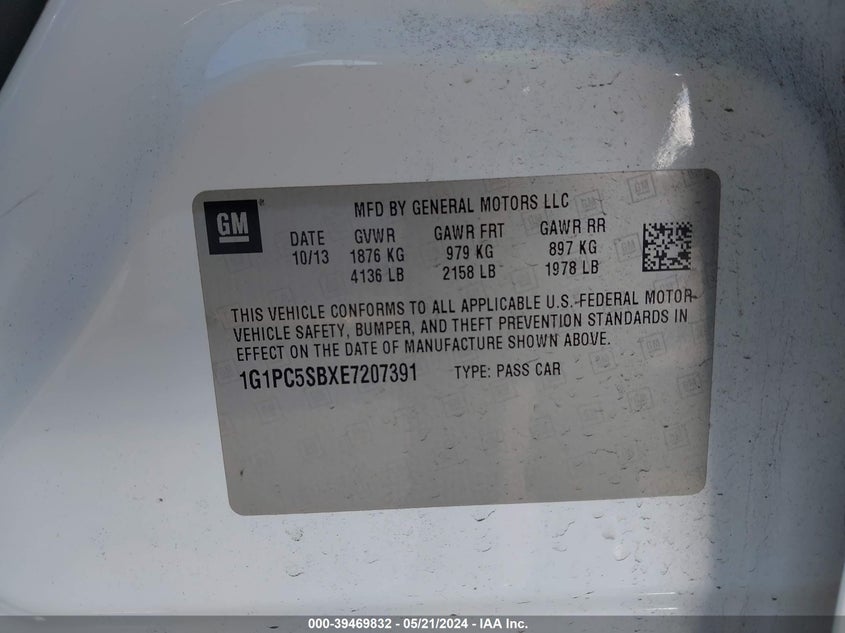 GM
MFD BY GENERAL MOTORS LLC
DATE GVWR GAWR FRT GAWR RR
10/13 1876 KG 979 KG 897 KG
4136 LB 2158 LB 1978 LB
THIS VEHICLE CONFORMS TO ALL APPLICABLE U.S.-FEDERAL MOTOR
VEHICLE SAFETY, BUMPER, AND THEFT PREVENTION STANDARDS IN
EFFECT ON THE DATE OF MANUFACTURE SHOWN ABOVE.
1G1PC5SBXE7207391 TYPE: PASS CAR
000-39469832 - 05/21/2024 - IAA Inc.